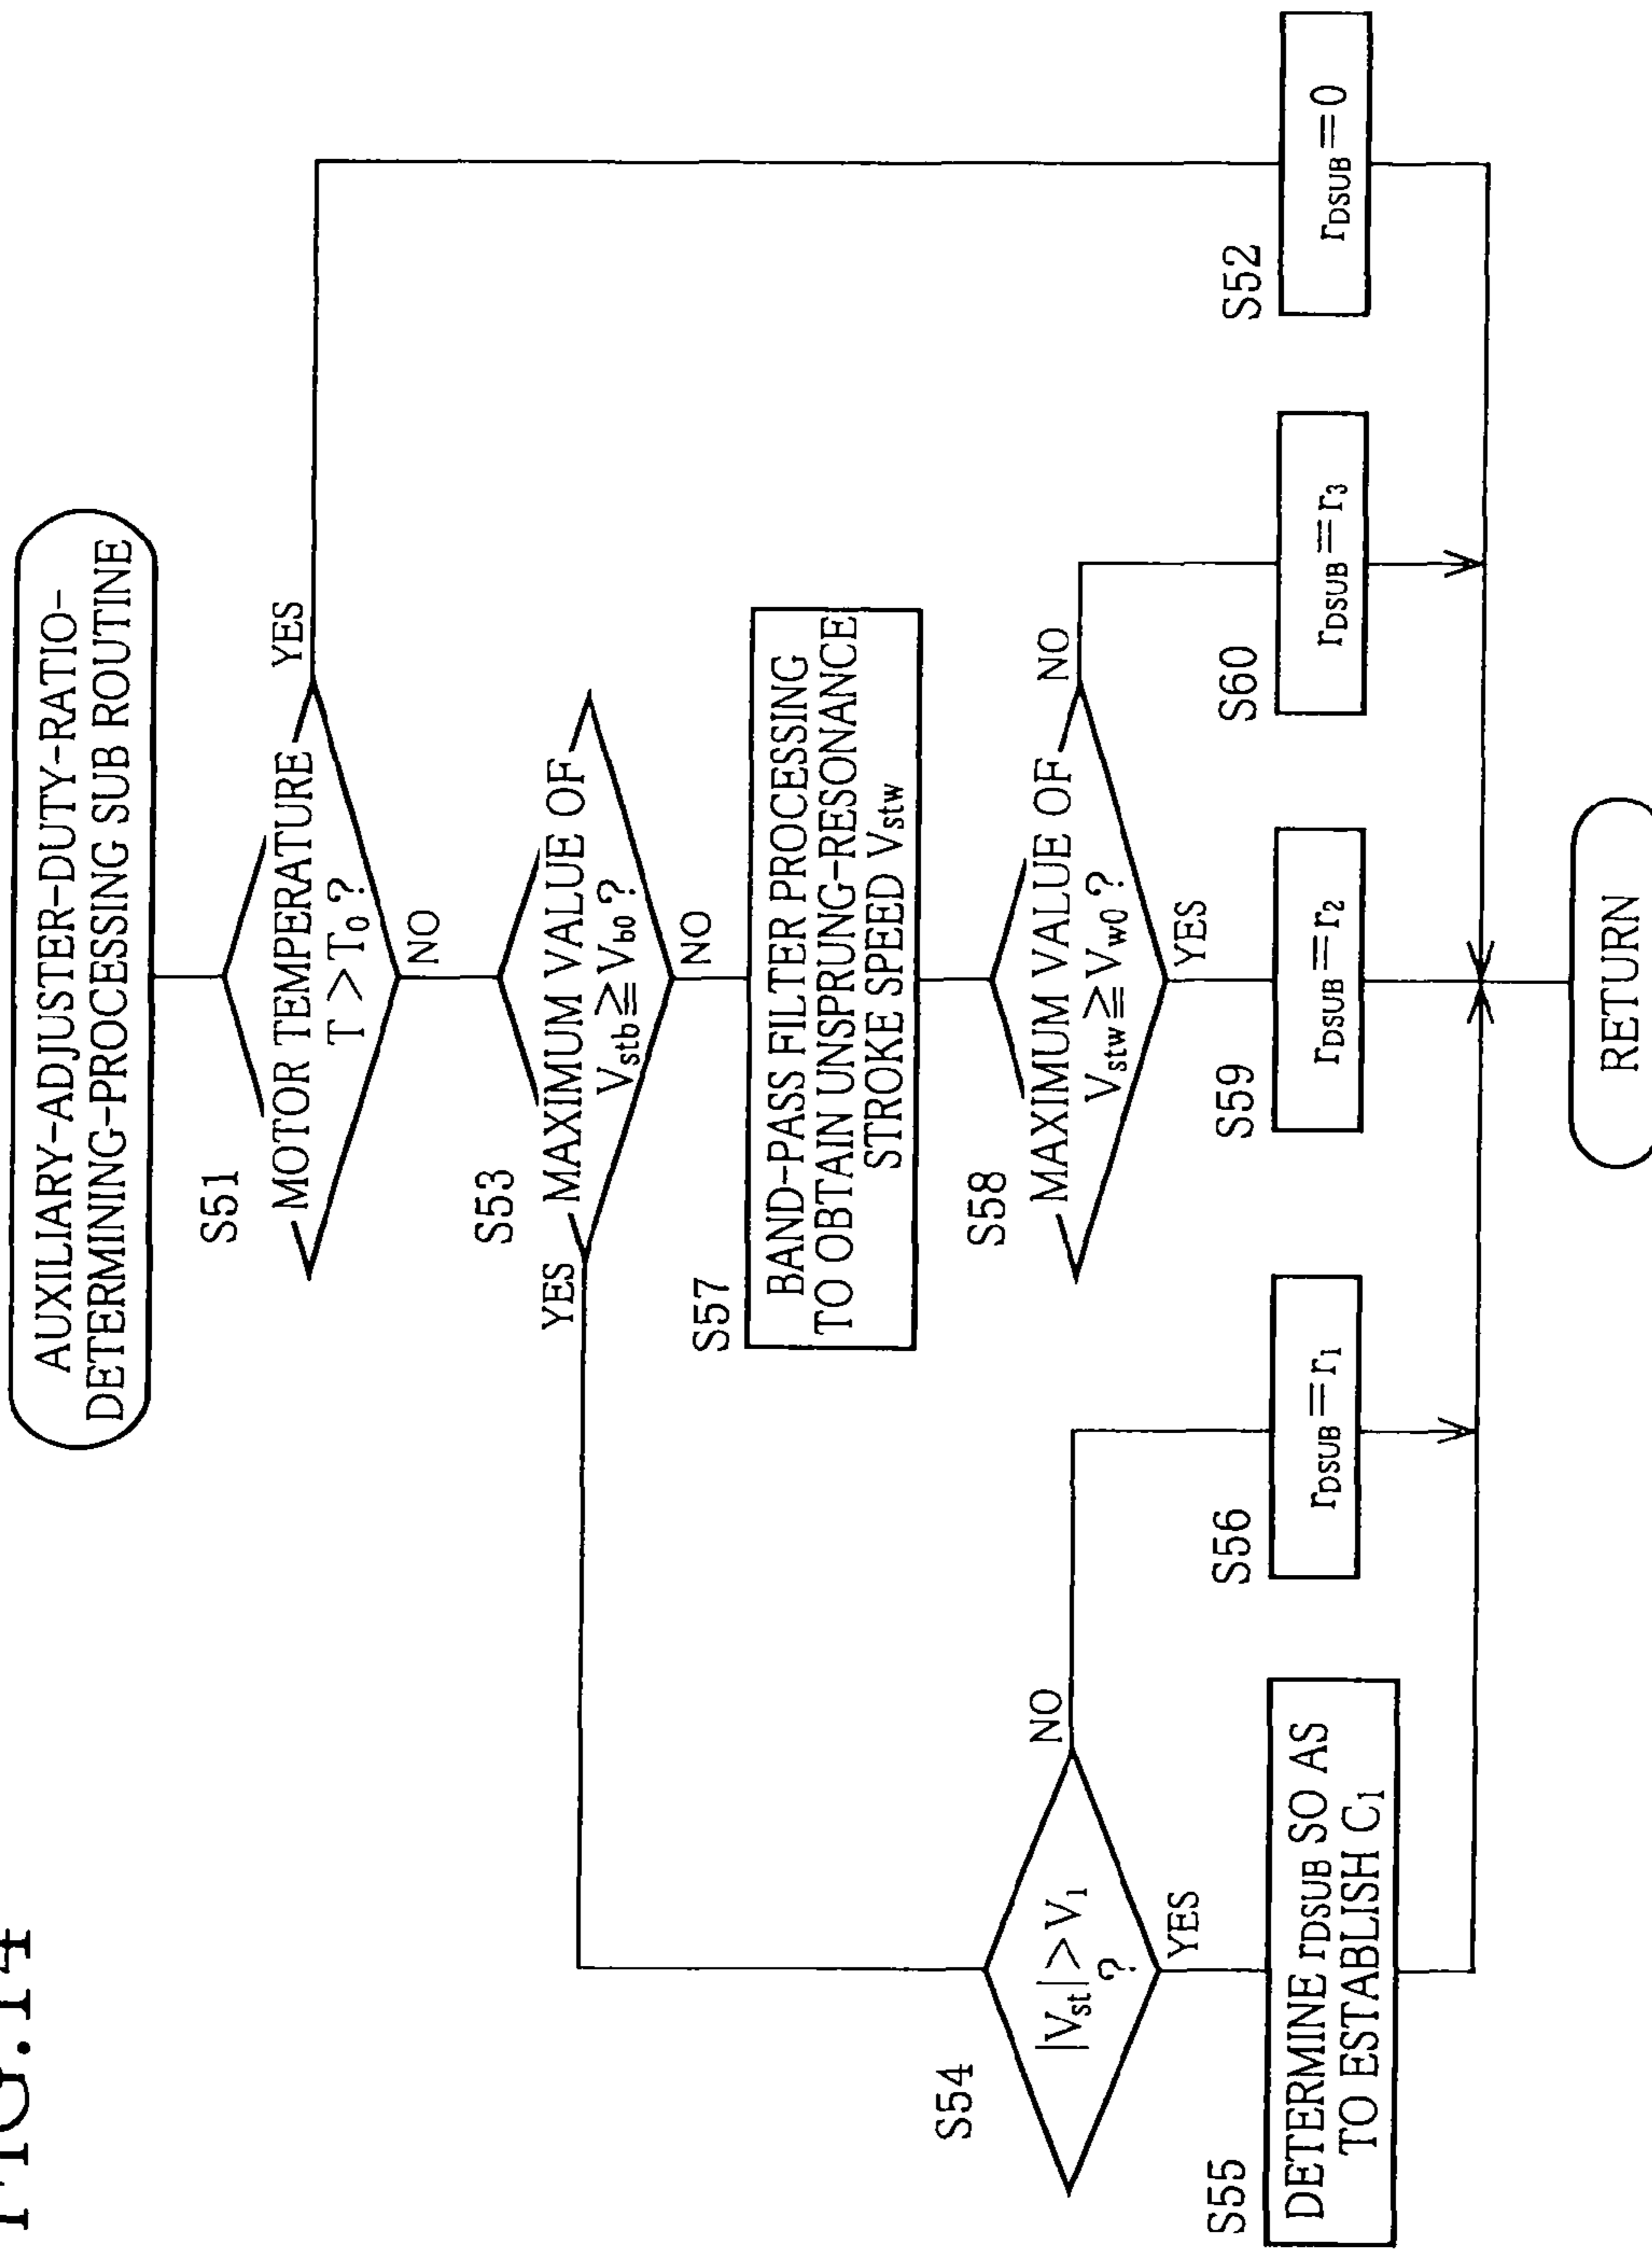 FIG.14
AUXILIARY-ADJUSTER-DUTY-RATIO-
DETERMINING-PROCESSING SUB ROUTINE
S51
MOTOR TEMPERATURE
T>T₀?
YES
NO
S53
MAXIMUM VALUE OF
Vstb≧Vb0?
YES
NO
S57
BAND-PASS FILTER PROCESSING
TO OBTAIN UNSPRUNG-RESONANCE
STROKE SPEED Vstw
S54
|Vst|>V₁
?
NO
YES
S58
MAXIMUM VALUE OF
Vstw≧Vw0?
NO
YES
S55
DETERMINE rDSUB SO AS
TO ESTABLISH C₁
S56
rDSUB=r₁
S59
rDSUB=r₂
S60
rDSUB=r₃
S52
rDSUB=0
RETURN